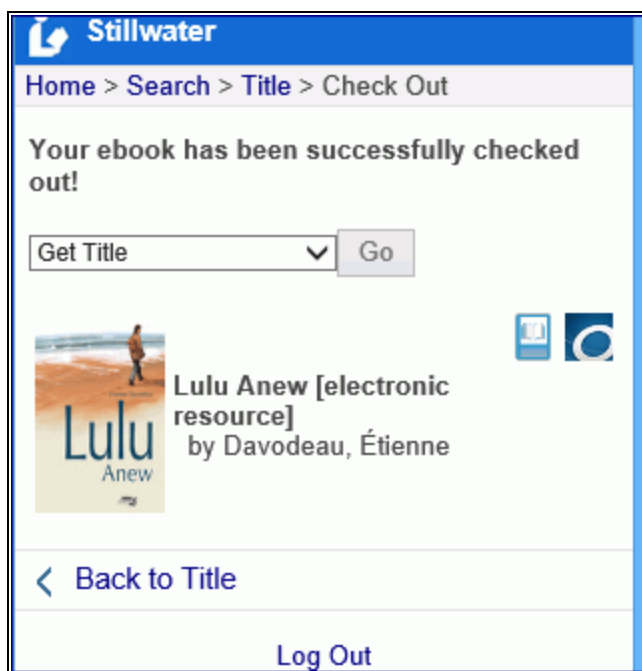 Stillwater
Home > Search > Title > Check Out
Your ebook has been successfully checked
out!
Get Title
Go
Lulu Anew [electronic
resource]
by Davodeau, Étienne
Lulu
Anew
Back to Title
Log Out